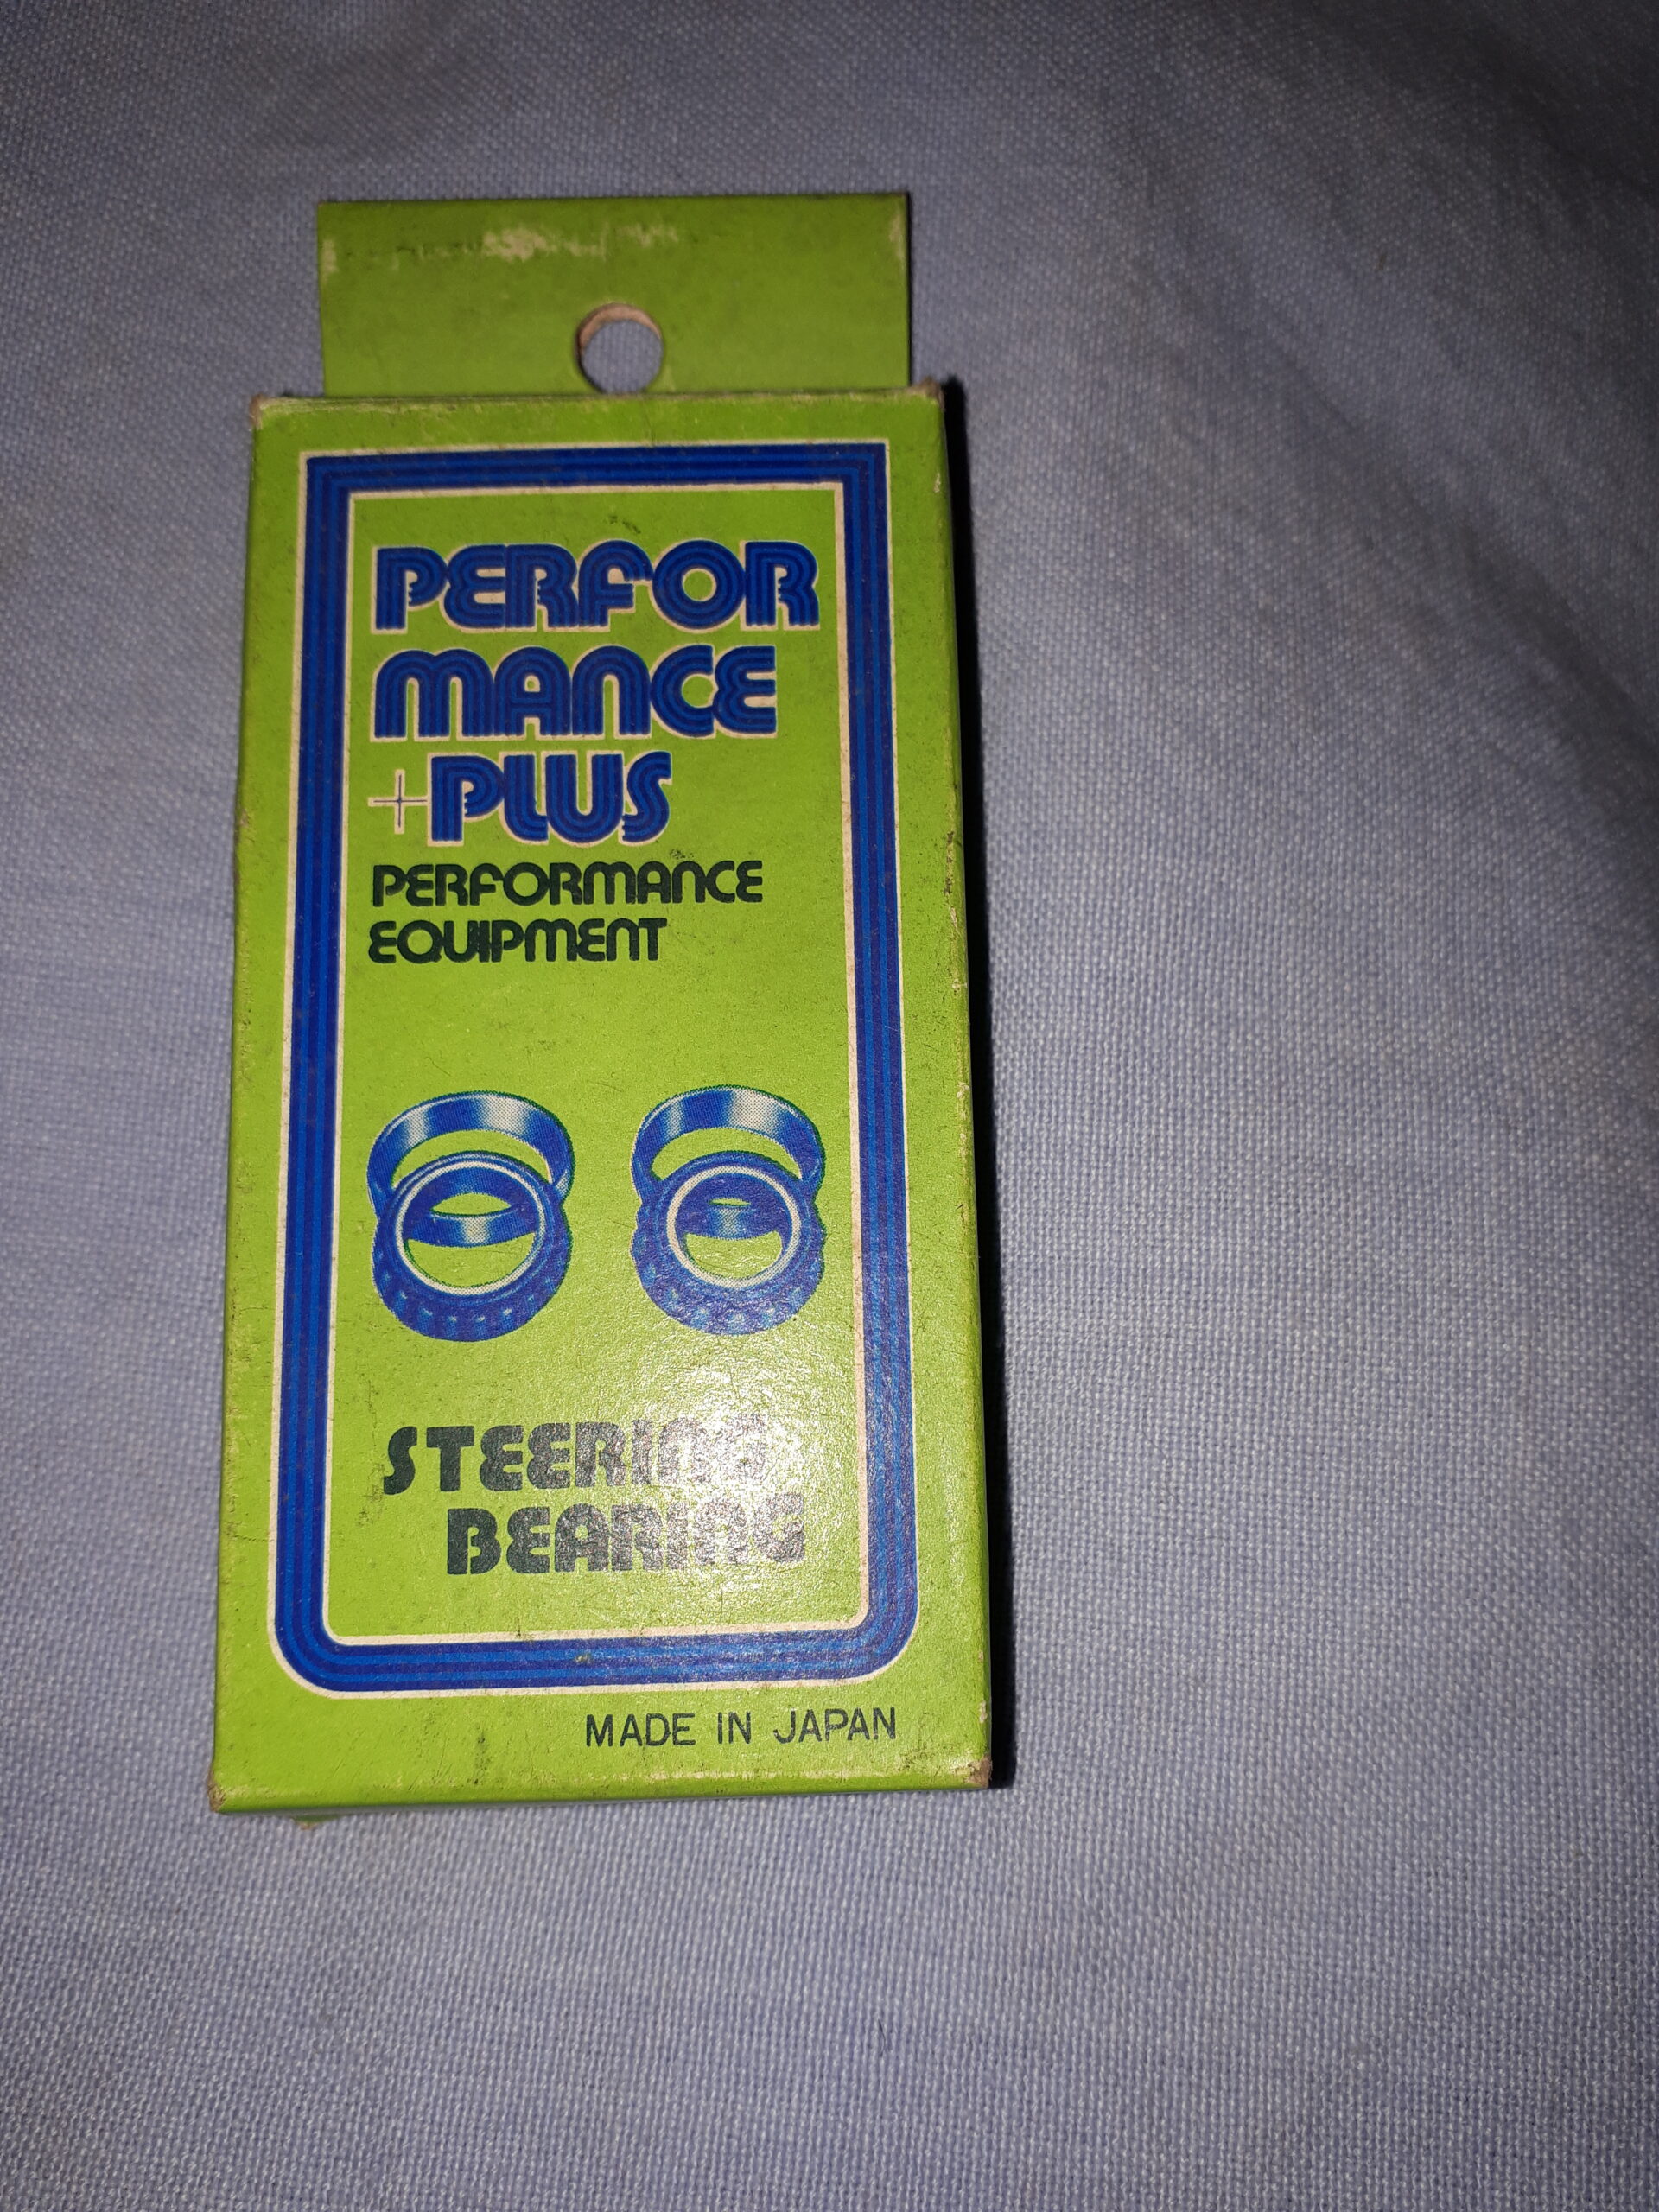 PERFOR
MANCE
+PLUS
PERFORMANCE
EQUIPMENT
STEERING
BEARING
MADE IN JAPAN